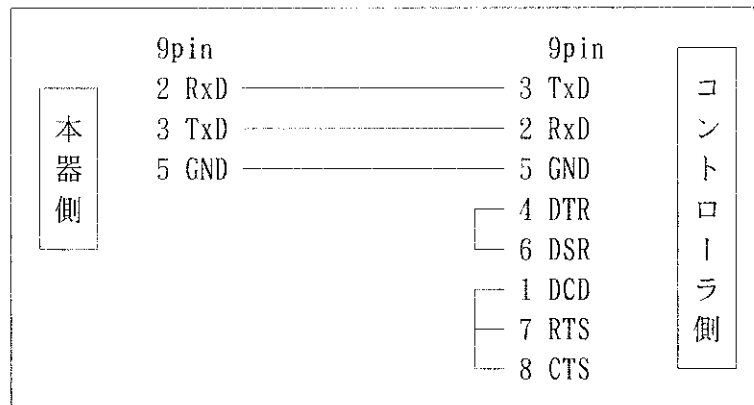 9pin 9pin
2 RxD 3 TxD
3 TxD 2 RxD
5 GND 5 GND
4 DTR
6 DSR
1 DCD
7 RTS
8 CTS
本器側
コントローラ側